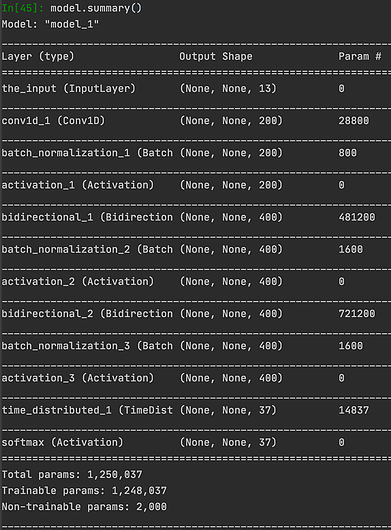 In[45]: model.summary()
Model: "model_1"
Layer (type) Output Shape Param #
the_input (InputLayer) (None, None, 13) 0
conv1d_1 (Conv1D) (None, None, 200) 28800
batch_normalization_1 (Batch (None, None, 200) 800
activation_1 (Activation) (None, None, 200) 0
bidirectional_1 (Bidirection (None, None, 400) 481200
batch_normalization_2 (Batch (None, None, 400) 1600
activation_2 (Activation) (None, None, 400) 0
bidirectional_2 (Bidirection (None, None, 400) 721200
batch_normalization_3 (Batch (None, None, 400) 1600
activation_3 (Activation) (None, None, 400) 0
time_distributed_1 (TimeDist (None, None, 37) 14837
softmax (Activation) (None, None, 37) 0
Total params: 1,250,037
Trainable params: 1,248,037
Non-trainable params: 2,000